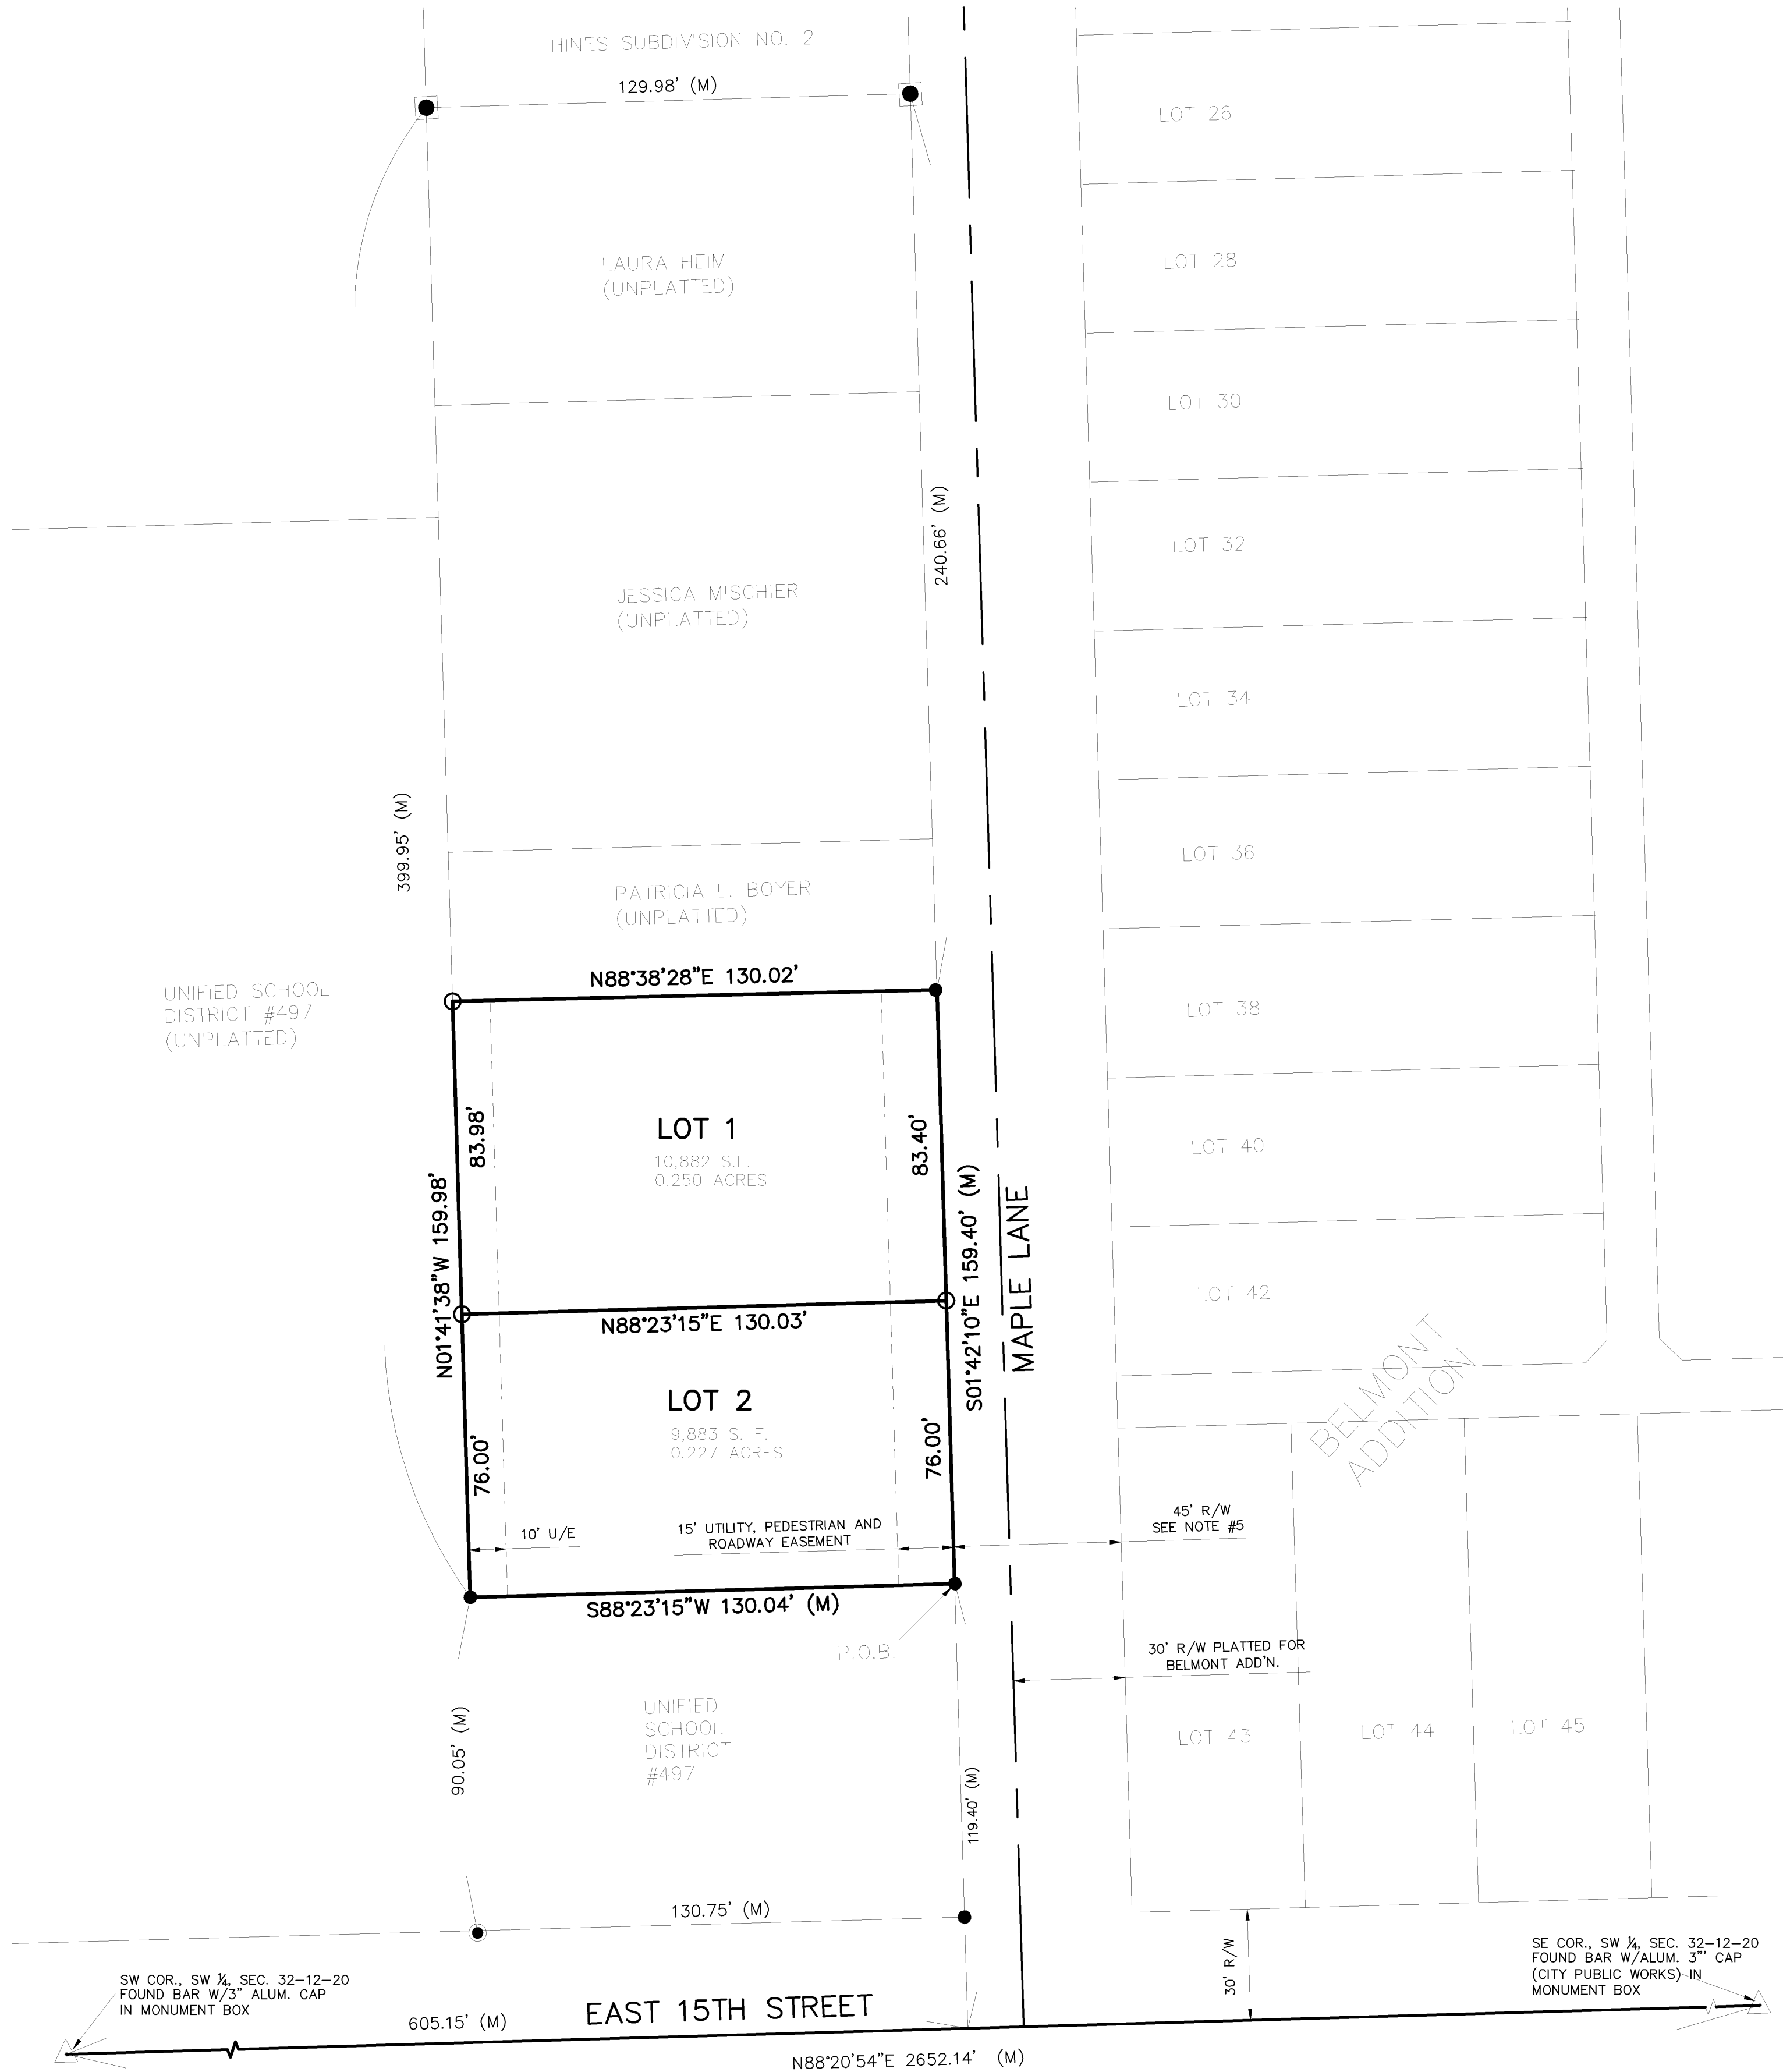 HINES SUBDIVISION NO. 2
129.98' (M)
LOT 26
LAURA HEIM
(UNPLATTED)
LOT 28
LOT 30
240.66' (M)
LOT 32
JESSICA MISCHIER
(UNPLATTED)
LOT 34
399.95' (M)
LOT 36
PATRICIA L. BOYER
(UNPLATTED)
N88°38'28"E 130.02'
UNIFIED SCHOOL
DISTRICT #497
(UNPLATTED)
LOT 38
83.98'
LOT 1
10,882 S.F.
0.250 ACRES
83.40'
LOT 40
N01°41'38"W 159.98'
S01°42'10"E 159.40' (M)
MAPLE LANE
LOT 42
N88°23'15"E 130.03'
BELMONT
ADDITION
LOT 2
9,883 S. F.
0.227 ACRES
76.00'
76.00'
10' U/E
15' UTILITY, PEDESTRIAN AND
ROADWAY EASEMENT
45' R/W
SEE NOTE #5
S88°23'15"W 130.04' (M)
P.O.B.
30' R/W PLATTED FOR
BELMONT ADD'N.
UNIFIED
SCHOOL
DISTRICT
#497
90.05' (M)
119.40' (M)
LOT 43
LOT 44
LOT 45
130.75' (M)
30' R/W
SW COR., SW ¼, SEC. 32-12-20
FOUND BAR W/3" ALUM. CAP
IN MONUMENT BOX
SE COR., SW ¼, SEC. 32-12-20
FOUND BAR W/ALUM. 3"' CAP
(CITY PUBLIC WORKS) IN
MONUMENT BOX
605.15' (M)
EAST 15TH STREET
N88°20'54"E 2652.14' (M)